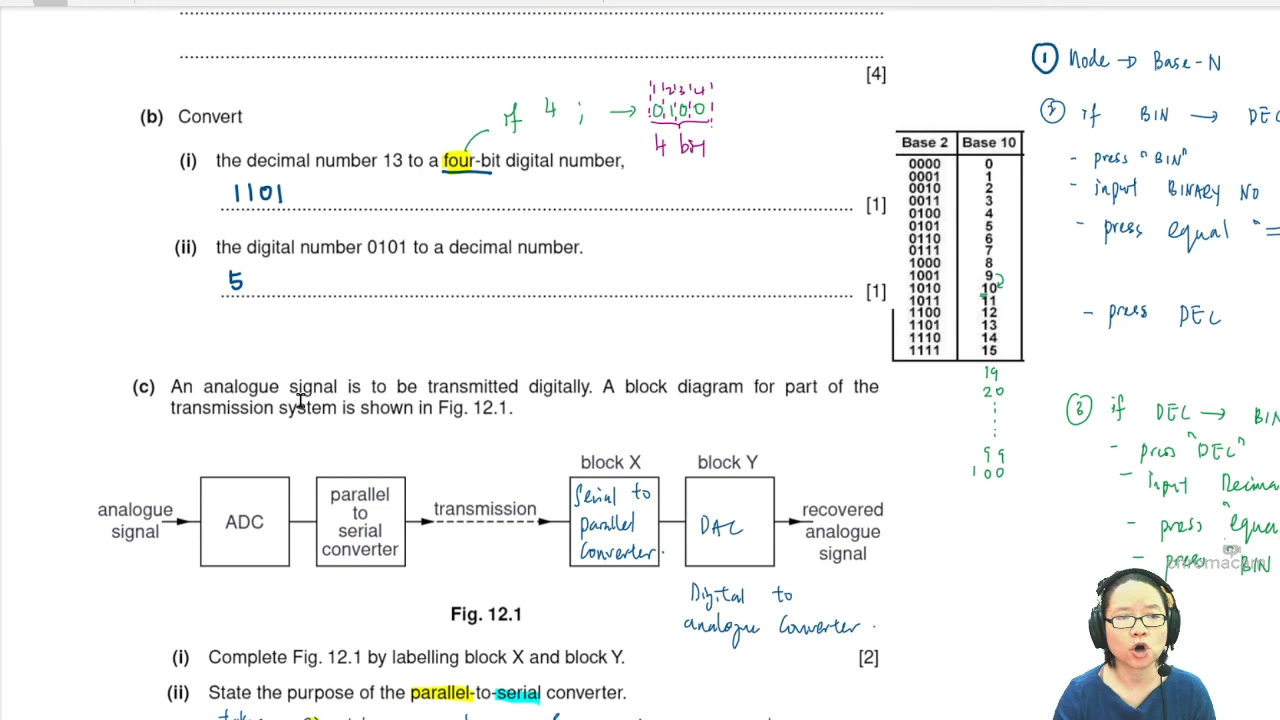 [4]
(b) Convert
if 4 ; → 0100
1 2 3 4
4 bit
(i) the decimal number 13 to a four-bit digital number,
1101
[1]
(ii) the digital number 0101 to a decimal number.
5
[1]
Base 2 Base 10
0000 0
0001 1
0010 2
0011 3
0100 4
0101 5
0110 6
0111 7
1000 8
1001 9
1010 10
1011 11
1100 12
1101 13
1110 14
1111 15
19
20
99
100
① Mode → Base-N
② if BIN → DEC
- press "BIN"
- input BINARY NO
- press equal "=
- press DEC
③ if DEC → BIN
- press "DEC"
- Input Decima
- press "equa
- press "BIN
chromacam
(c) An analogue signal is to be transmitted digitally. A block diagram for part of the
transmission system is shown in Fig. 12.1.
block X block Y
analogue
signal
ADC
parallel
to
serial
converter
transmission
Serial to
parallel
Converter.
DAC
recovered
analogue
signal
Digital to
analogue Converter.
Fig. 12.1
(i) Complete Fig. 12.1 by labelling block X and block Y. [2]
(ii) State the purpose of the parallel-to-serial converter.